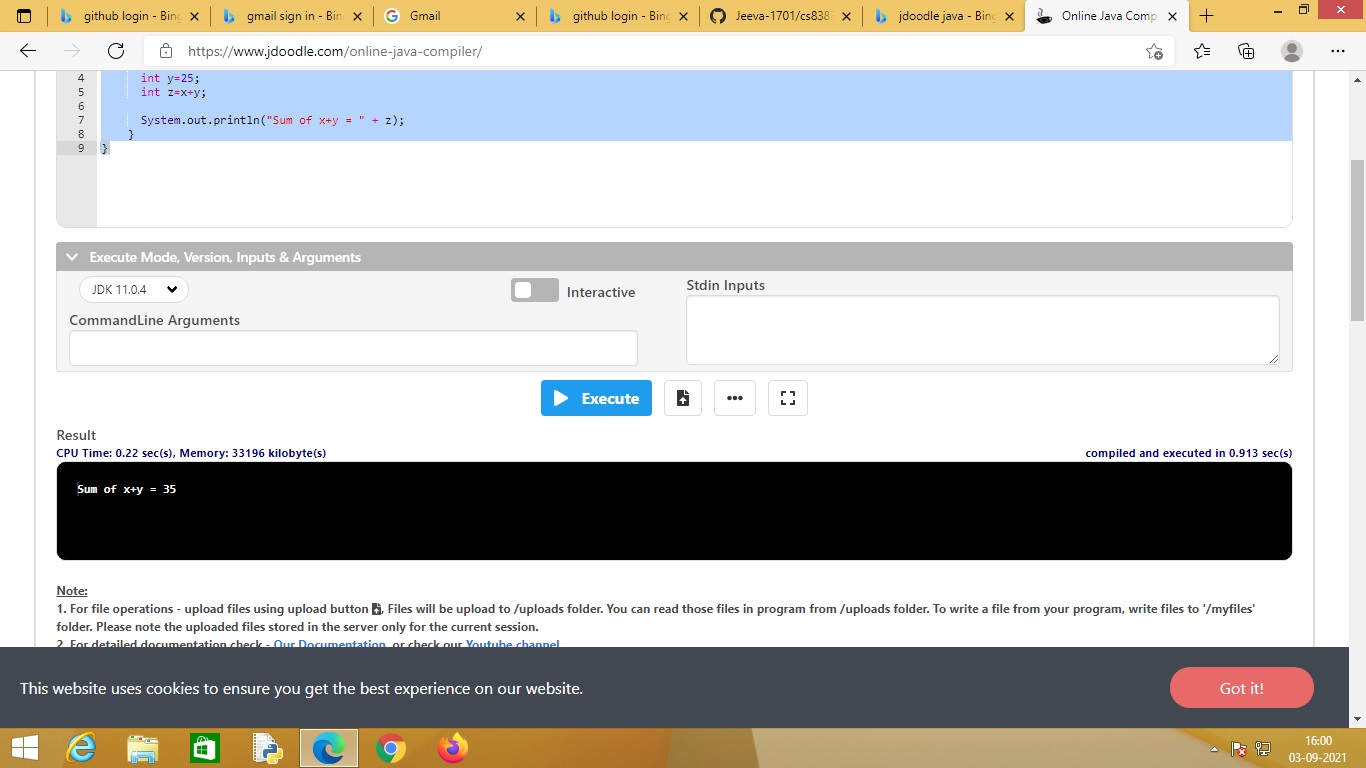 github login - Bing
gmail sign in - Bin
Gmail
github login - Bing
Jeeva-1701/cs838
jdoodle java - Bing
Online Java Comp
https://www.jdoodle.com/online-java-compiler/
4 int y=25;
5 int z=x+y;
6
7 System.out.println("Sum of x+y = " + z);
8 }
9 }
Execute Mode, Version, Inputs & Arguments
JDK 11.0.4
Interactive
Stdin Inputs
CommandLine Arguments
Execute
Result
CPU Time: 0.22 sec(s), Memory: 33196 kilobyte(s)
compiled and executed in 0.913 sec(s)
Sum of x+y = 35
Note:
1. For file operations - upload files using upload button , Files will be upload to /uploads folder. You can read those files in program from /uploads folder. To write a file from your program, write files to '/myfiles'
folder. Please note the uploaded files stored in the server only for the current session.
2. For detailed documentation check - Our Documentation, or check our Youtube channel
This website uses cookies to ensure you get the best experience on our website.
Got it!
16:00
03-09-2021